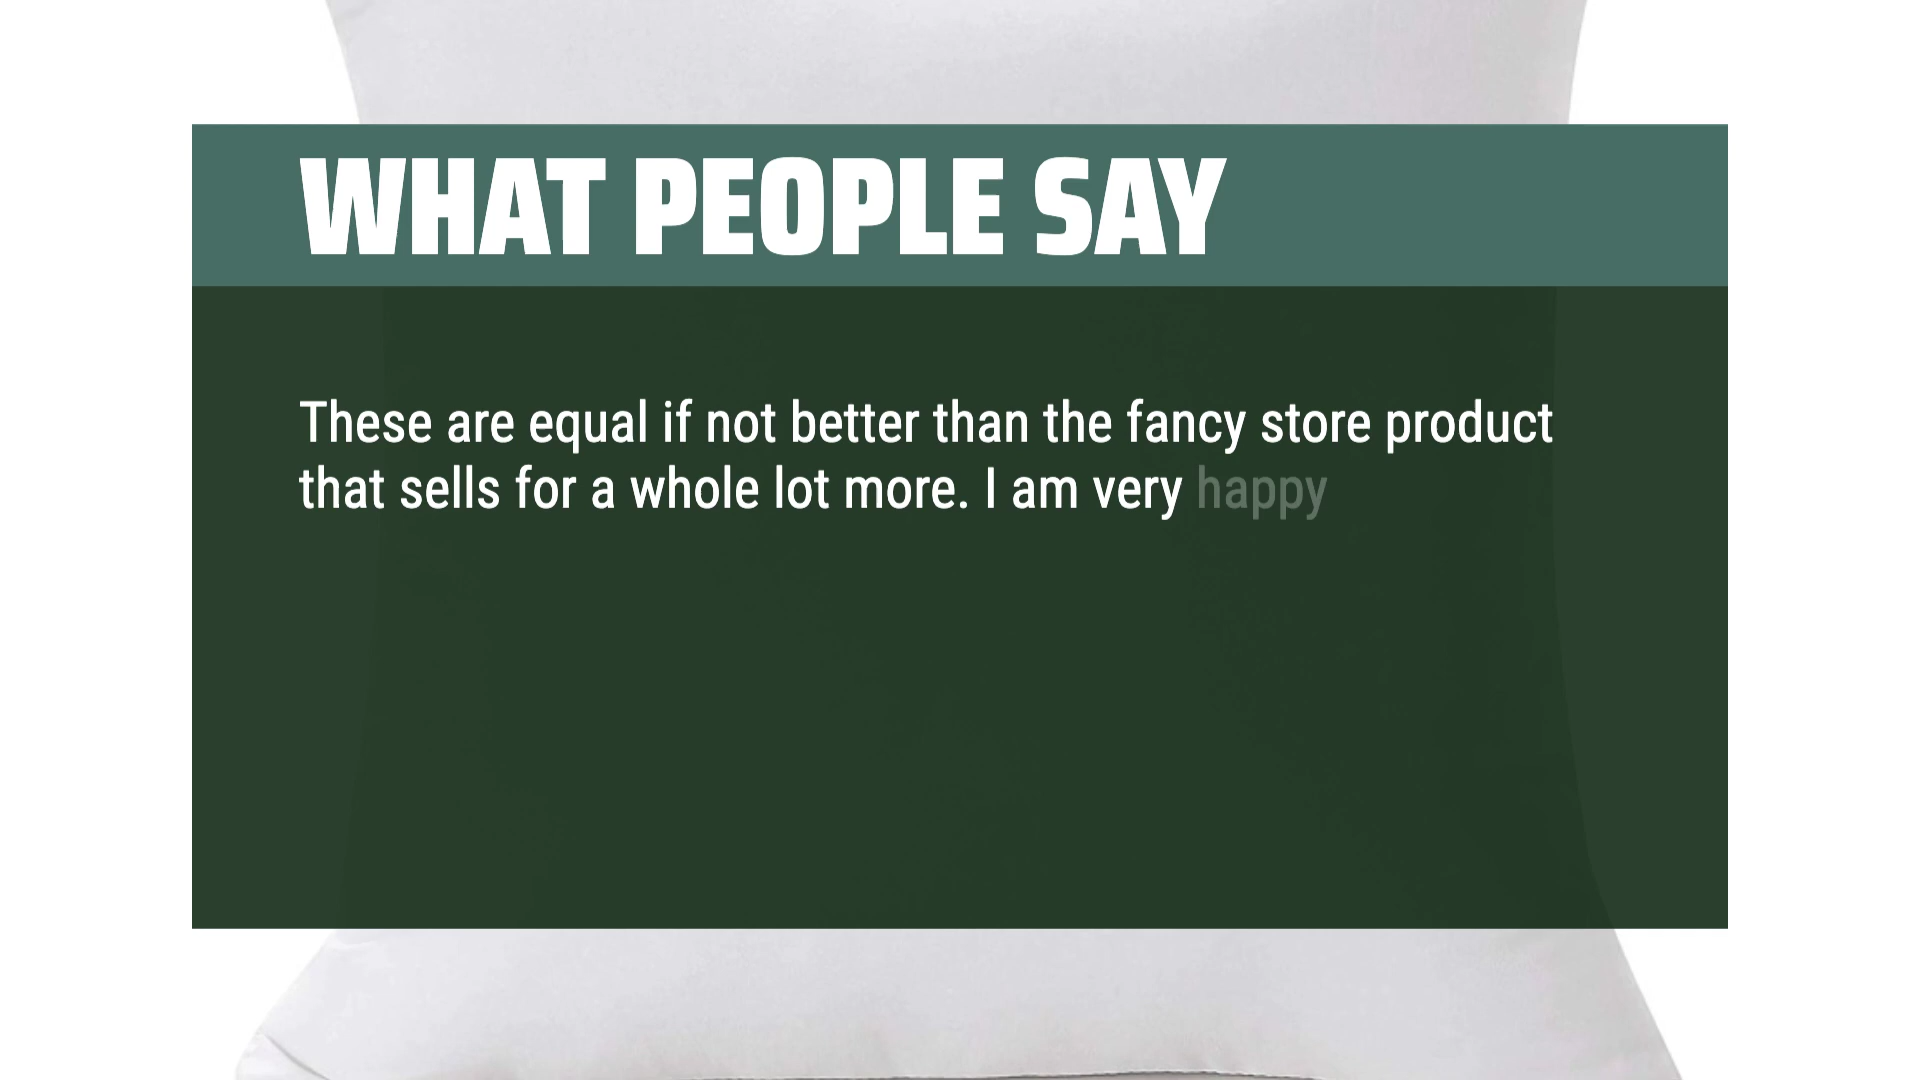 WHAT PEOPLE SAY
These are equal if not better than the fancy store product
that sells for a whole lot more. I am very happy